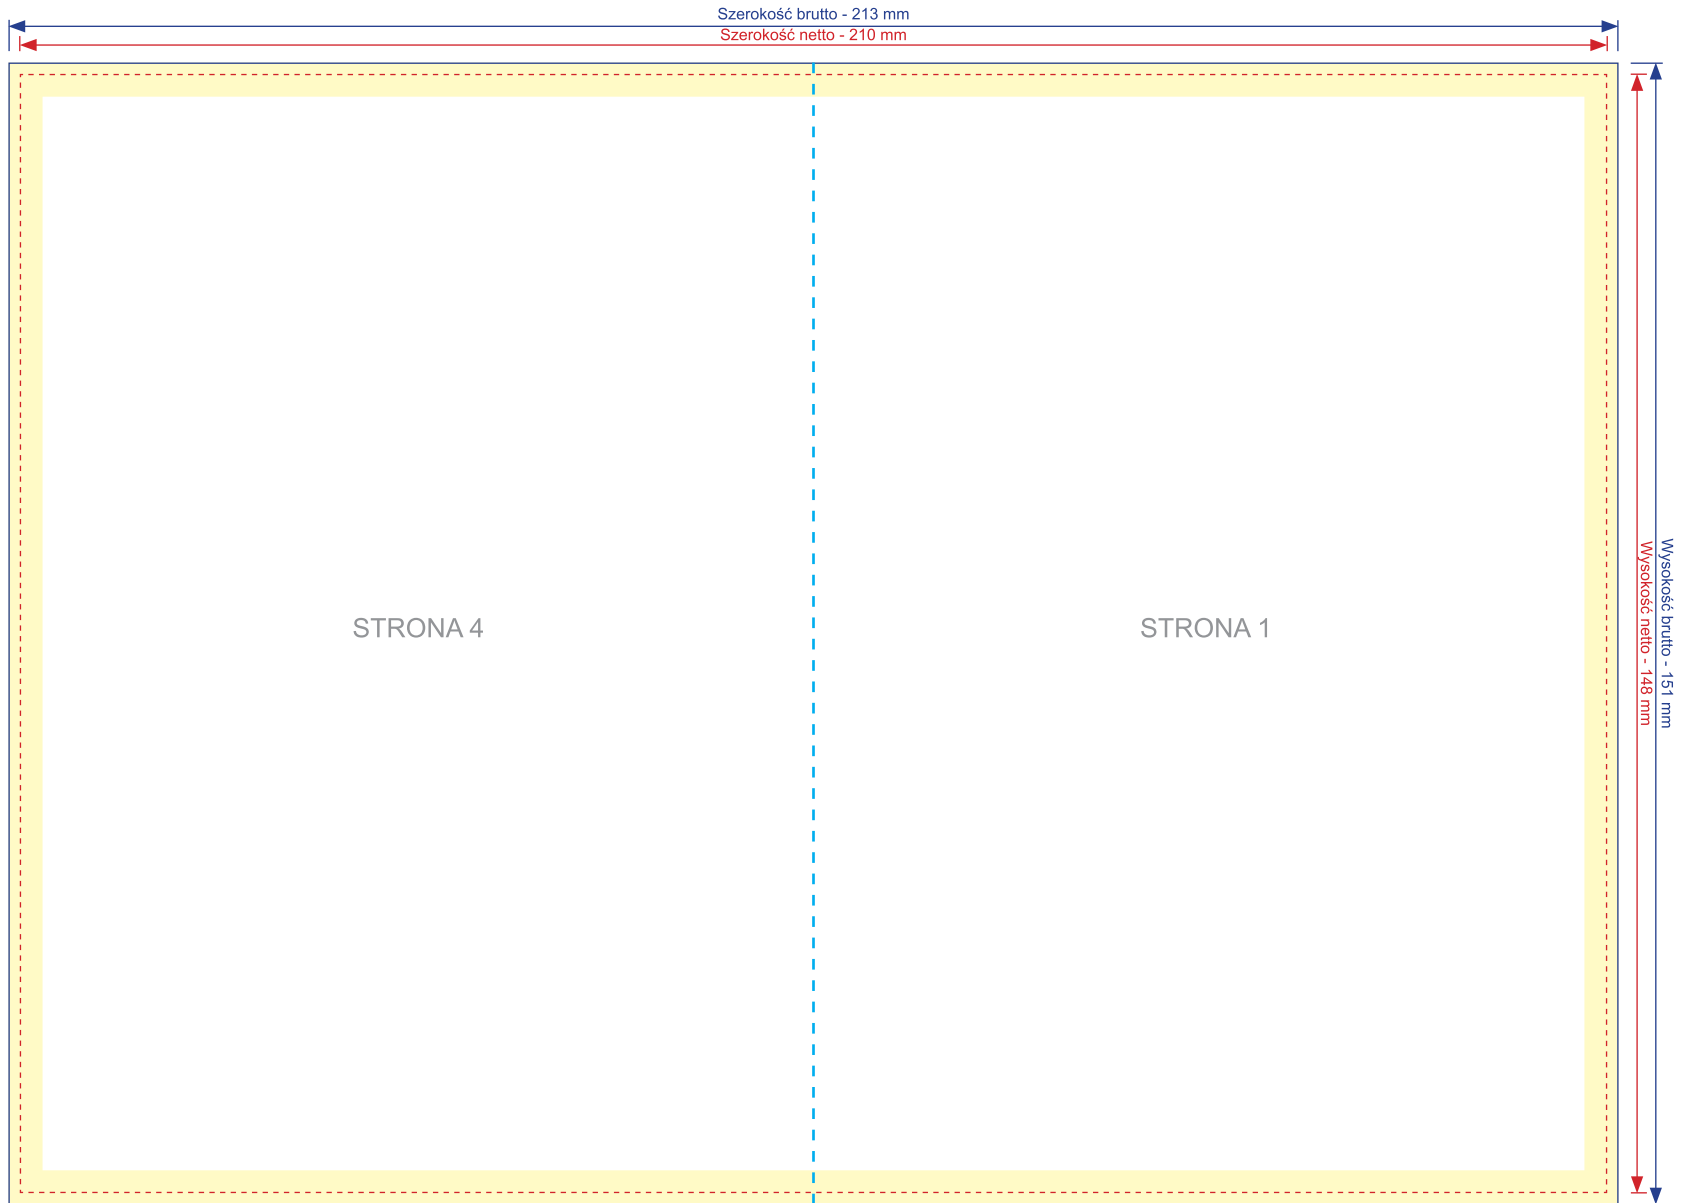 Szerokość brutto - 213 mm
Szerokość netto - 210 mm
STRONA 4
STRONA 1
Wysokość netto - 148 mm
Wysokość brutto - 151 mm